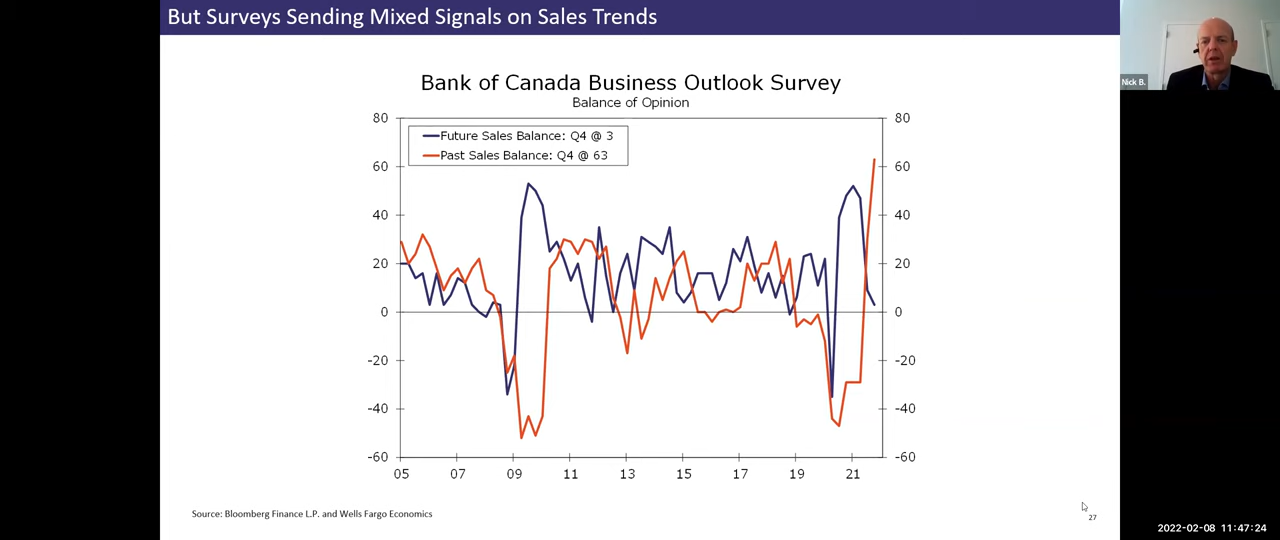 But Surveys Sending Mixed Signals on Sales Trends
Nick B.
Bank of Canada Business Outlook Survey
Balance of Opinion
80 80
Future Sales Balance: Q4 @ 3
Past Sales Balance: Q4 @ 63
60 60
40 40
20 20
0 0
-20 -20
-40 -40
-60 -60
05 07 09 11 13 15 17 19 21
Source: Bloomberg Finance L.P. and Wells Fargo Economics
27
2022-02-08 11:47:24